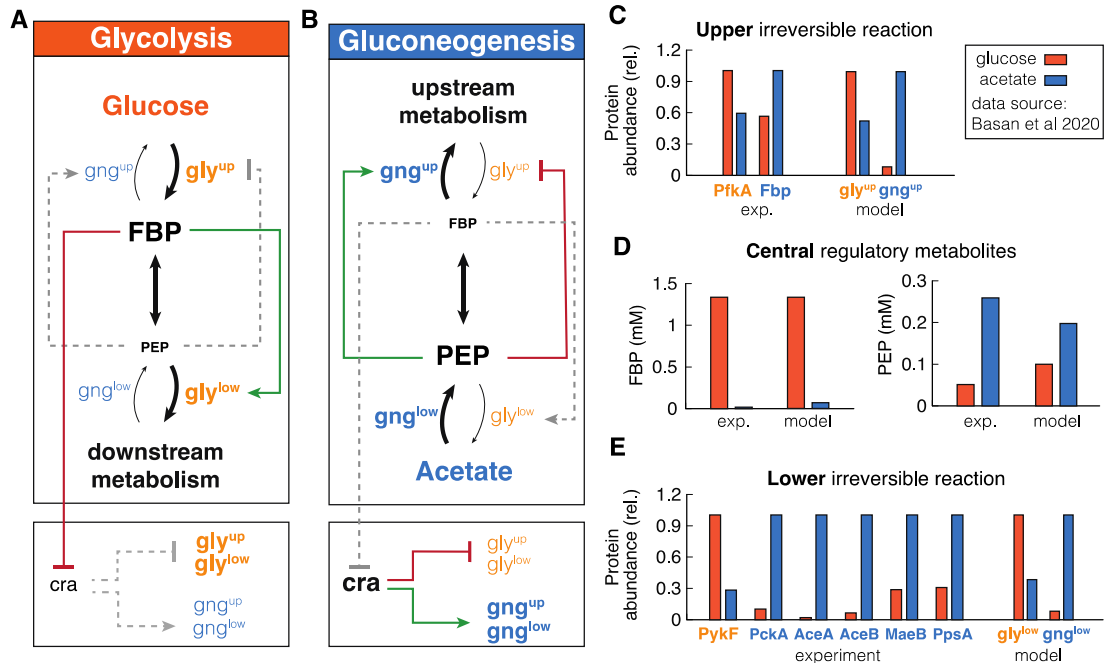 A
Glycolysis
Glucose
gng^up
gly^up
FBP
PEP
gng^low
gly^low
downstream
metabolism
cra
gly^up
gly^low
gng^up
gng^low
B
Gluconeogenesis
upstream
metabolism
gng^up
gly^up
FBP
PEP
gng^low
gly^low
Acetate
cra
gly^up
gly^low
gng^up
gng^low
C
Upper irreversible reaction
Protein
abundance (rel.)
1.2
0.9
0.6
0.3
0
PfkA Fbp
gly^up gng^up
exp.
model
glucose
acetate
data source:
Basan et al 2020
D
Central regulatory metabolites
FBP (mM)
1.5
1
0.5
0
exp.
model
PEP (mM)
0.3
0.2
0.1
0
exp.
model
E
Lower irreversible reaction
Protein
abundance (rel.)
1.2
0.9
0.6
0.3
0
PykF PckA AceA AceB MaeB PpsA
gly^low gng^low
experiment
model